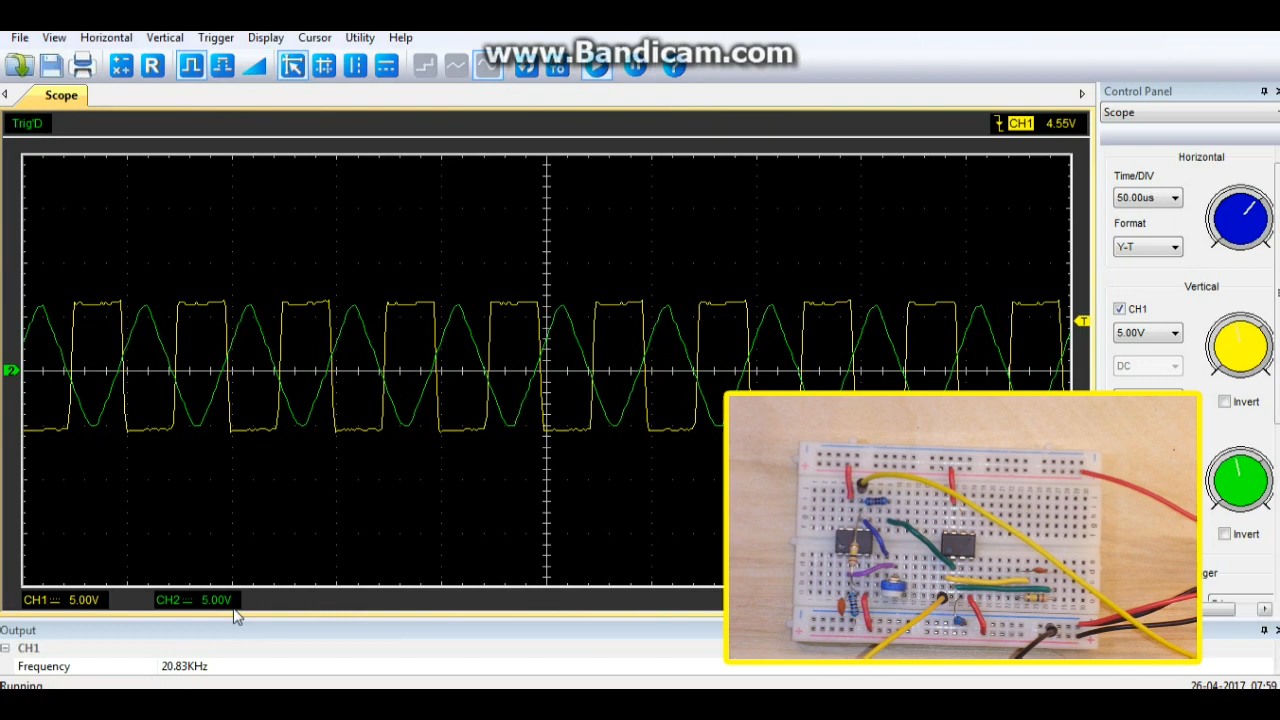 File View Horizontal Vertical Trigger Display Cursor Utility Help
www.Bandicam.com
R
Scope
Control Panel
Scope
Trig'D
CH1 4.55V
Horizontal
Time/DIV
50.00us
Format
Y-T
Vertical
CH1
5.00V
DC
Invert
T
2
Invert
CH1 5.00V CH2 5.00V
Output
CH1
Frequency 20.83KHz
Running
26-04-2017 07:59